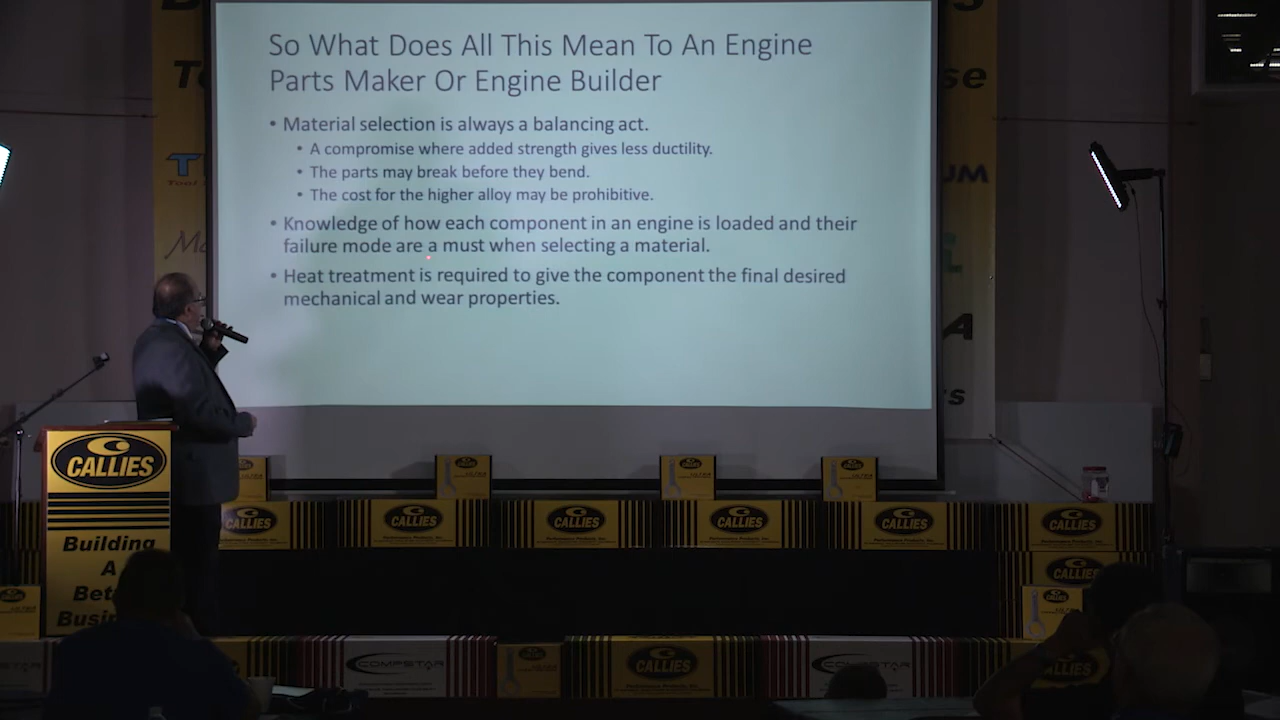 So What Does All This Mean To An Engine
Parts Maker Or Engine Builder
• Material selection is always a balancing act.
• A compromise where added strength gives less ductility.
• The parts may break before they bend.
• The cost for the higher alloy may be prohibitive.
• Knowledge of how each component in an engine is loaded and their
failure mode are a must when selecting a material.
• Heat treatment is required to give the component the final desired
mechanical and wear properties.
CALLIES
Building
A
CALLIES
CALLIES
CALLIES
CALLIES
CALLIES
CALLIES
CALLIES
COMPSTAR
CALLIES
COMPSTAR
CALLIES